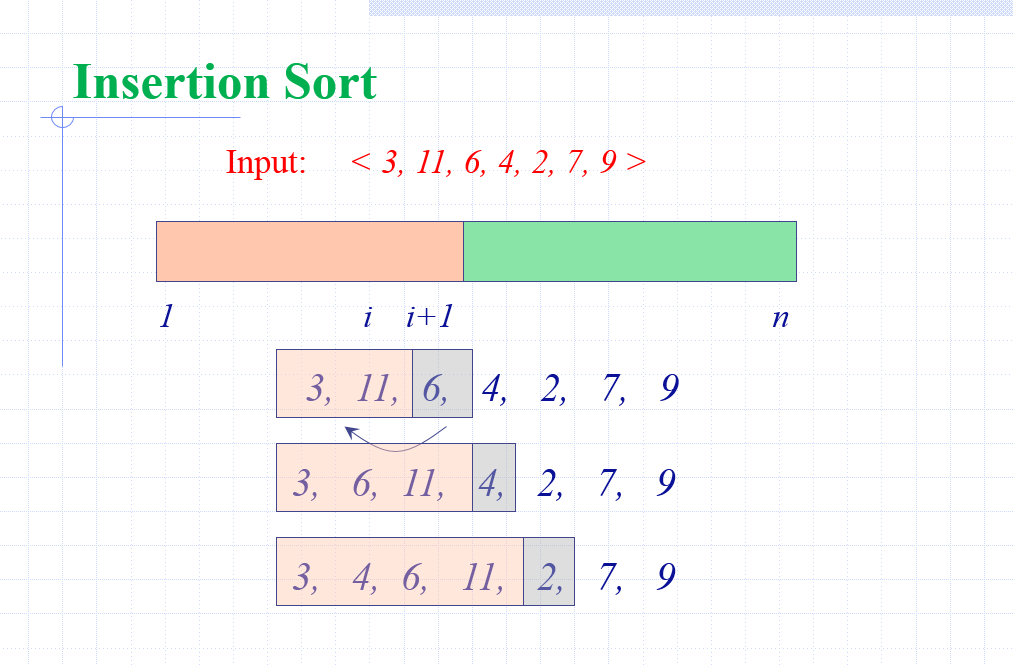 Insertion Sort
Input: < 3, 11, 6, 4, 2, 7, 9 >
1 i i+1 n
3, 11, 6, 4, 2, 7, 9
3, 6, 11, 4, 2, 7, 9
3, 4, 6, 11, 2, 7, 9